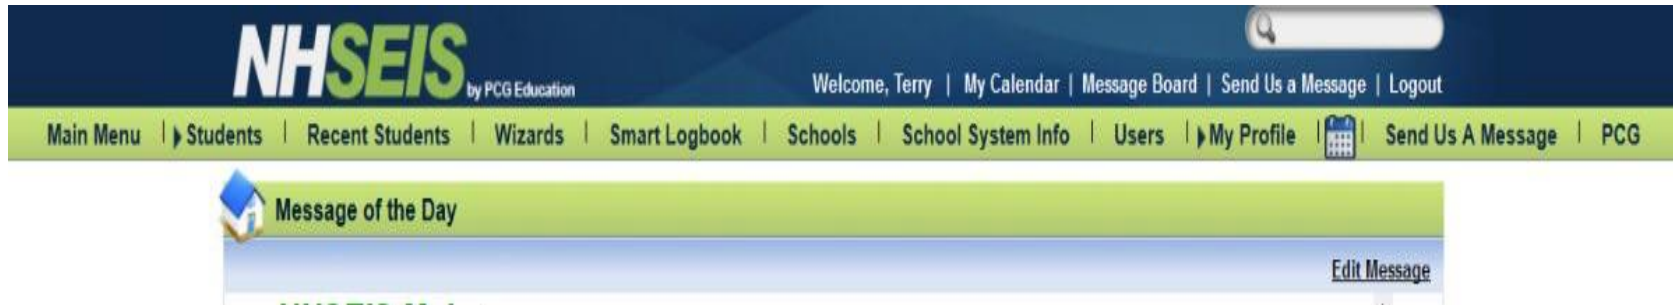 NHSEIS by PCG Education
Welcome, Terry | My Calendar | Message Board | Send Us a Message | Logout
Main Menu | Students | Recent Students | Wizards | Smart Logbook | Schools | School System Info | Users | My Profile | | Send Us A Message | PCG
Message of the Day
Edit Message